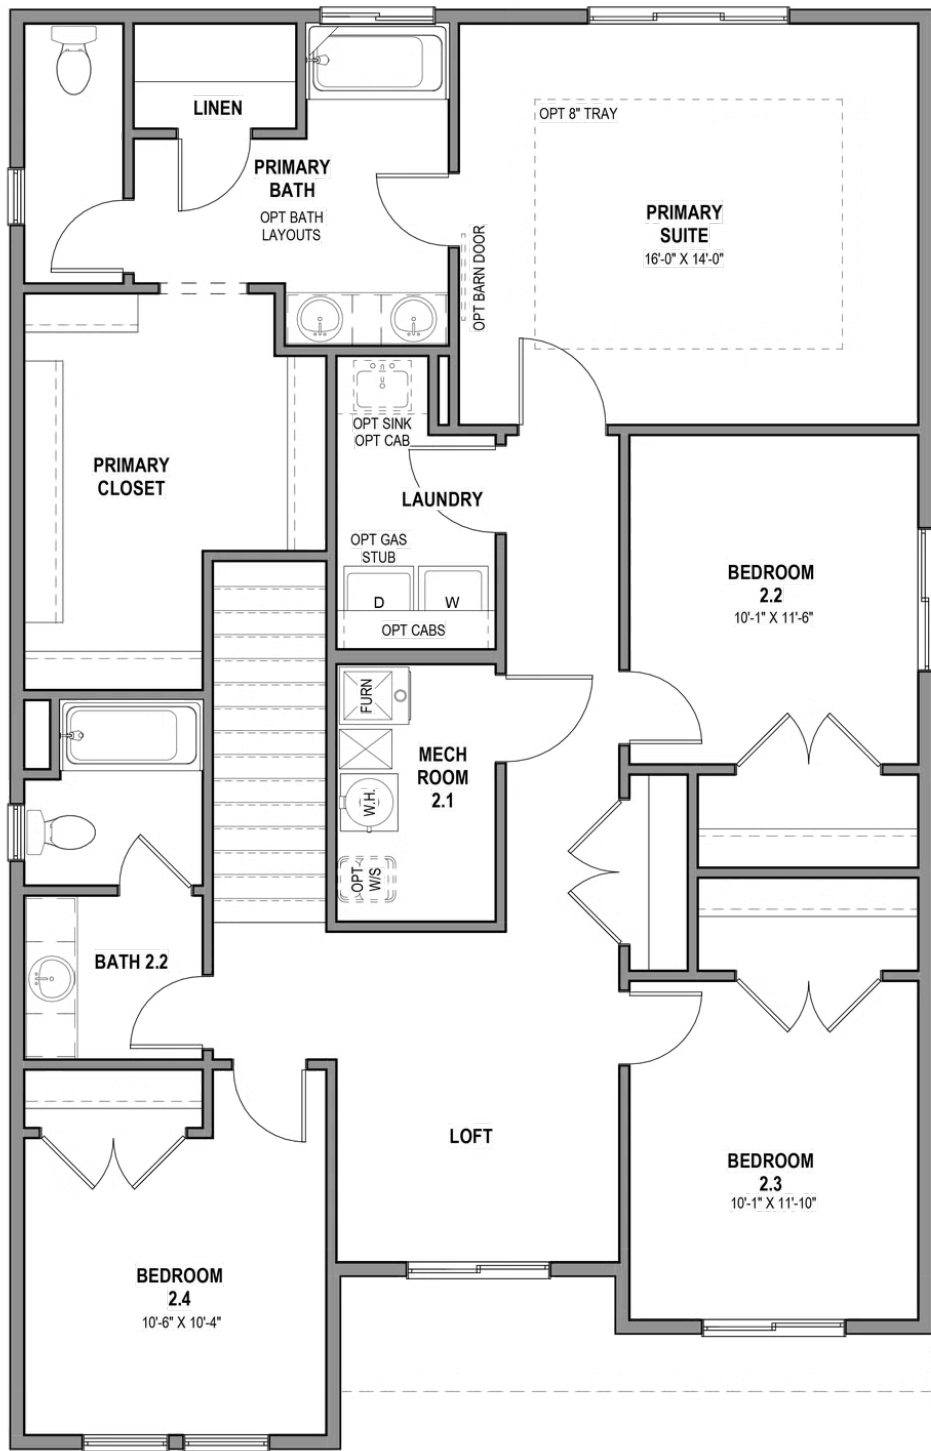 LINEN
OPT 8" TRAY
PRIMARY
BATH
OPT BATH
LAYOUTS
PRIMARY
SUITE
16'-0" X 14'-0"
OPT BARN DOOR
OPT SINK
OPT CAB
PRIMARY
CLOSET
LAUNDRY
OPT GAS
STUB
D
W
OPT CABS
BEDROOM
2.2
10'-1" X 11'-6"
FURN
MECH
ROOM
2.1
W.H.
OPT
W/S
BATH 2.2
LOFT
BEDROOM
2.3
10'-1" X 11'-10"
BEDROOM
2.4
10'-6" X 10'-4"